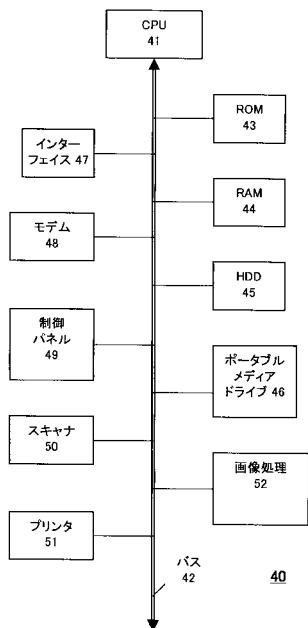 CPU
41
ROM
43
インター
フェイス 47
RAM
44
モデム
48
HDD
45
制御
パネル
49
ポータブル
メディア
ドライブ 46
スキャナ
50
画像処理
52
プリンタ
51
バス
42
40